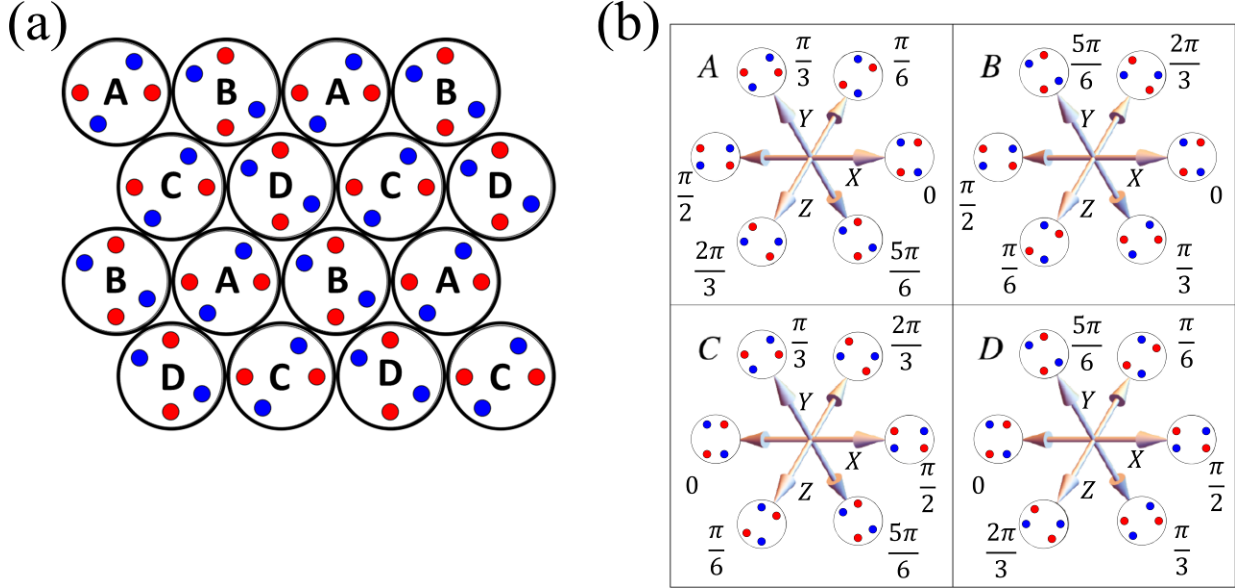 (a)
A B A B
C D C D
B A B A
D C D C
(b)
A π/3 π/6
Y
π/2 X 0
Z
2π/3 5π/6
B 5π/6 2π/3
Y
π/2 X 0
Z
π/6 π/3
C π/3 2π/3
Y
0 X π/2
Z
π/6 5π/6
D 5π/6 π/6
Y
0 X π/2
Z
2π/3 π/3